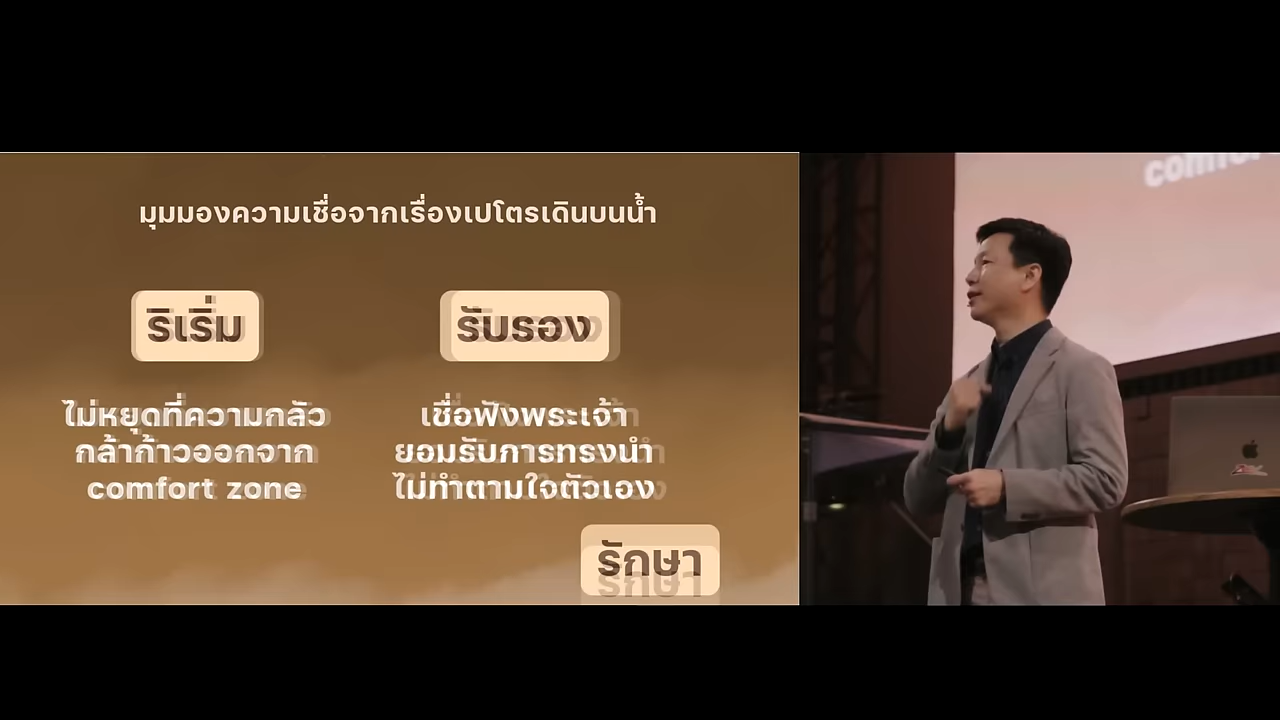 มุมมองความเชื่อจากเรื่องเปโตรเดินบนน้ำ
ริเริ่ม
ไม่หยุดที่ความกลัว
กล้าก้าวออกจาก
comfort zone
รับรอง
เชื่อฟังพระเจ้า
ยอมรับการทรงนำ
ไม่ทำตามใจตัวเอง
รักษา